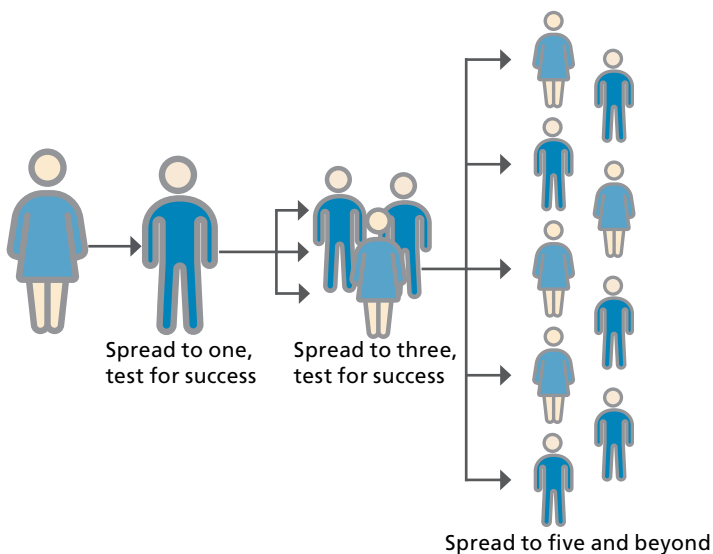 Spread to one,
test for success
Spread to three,
test for success
Spread to five and beyond